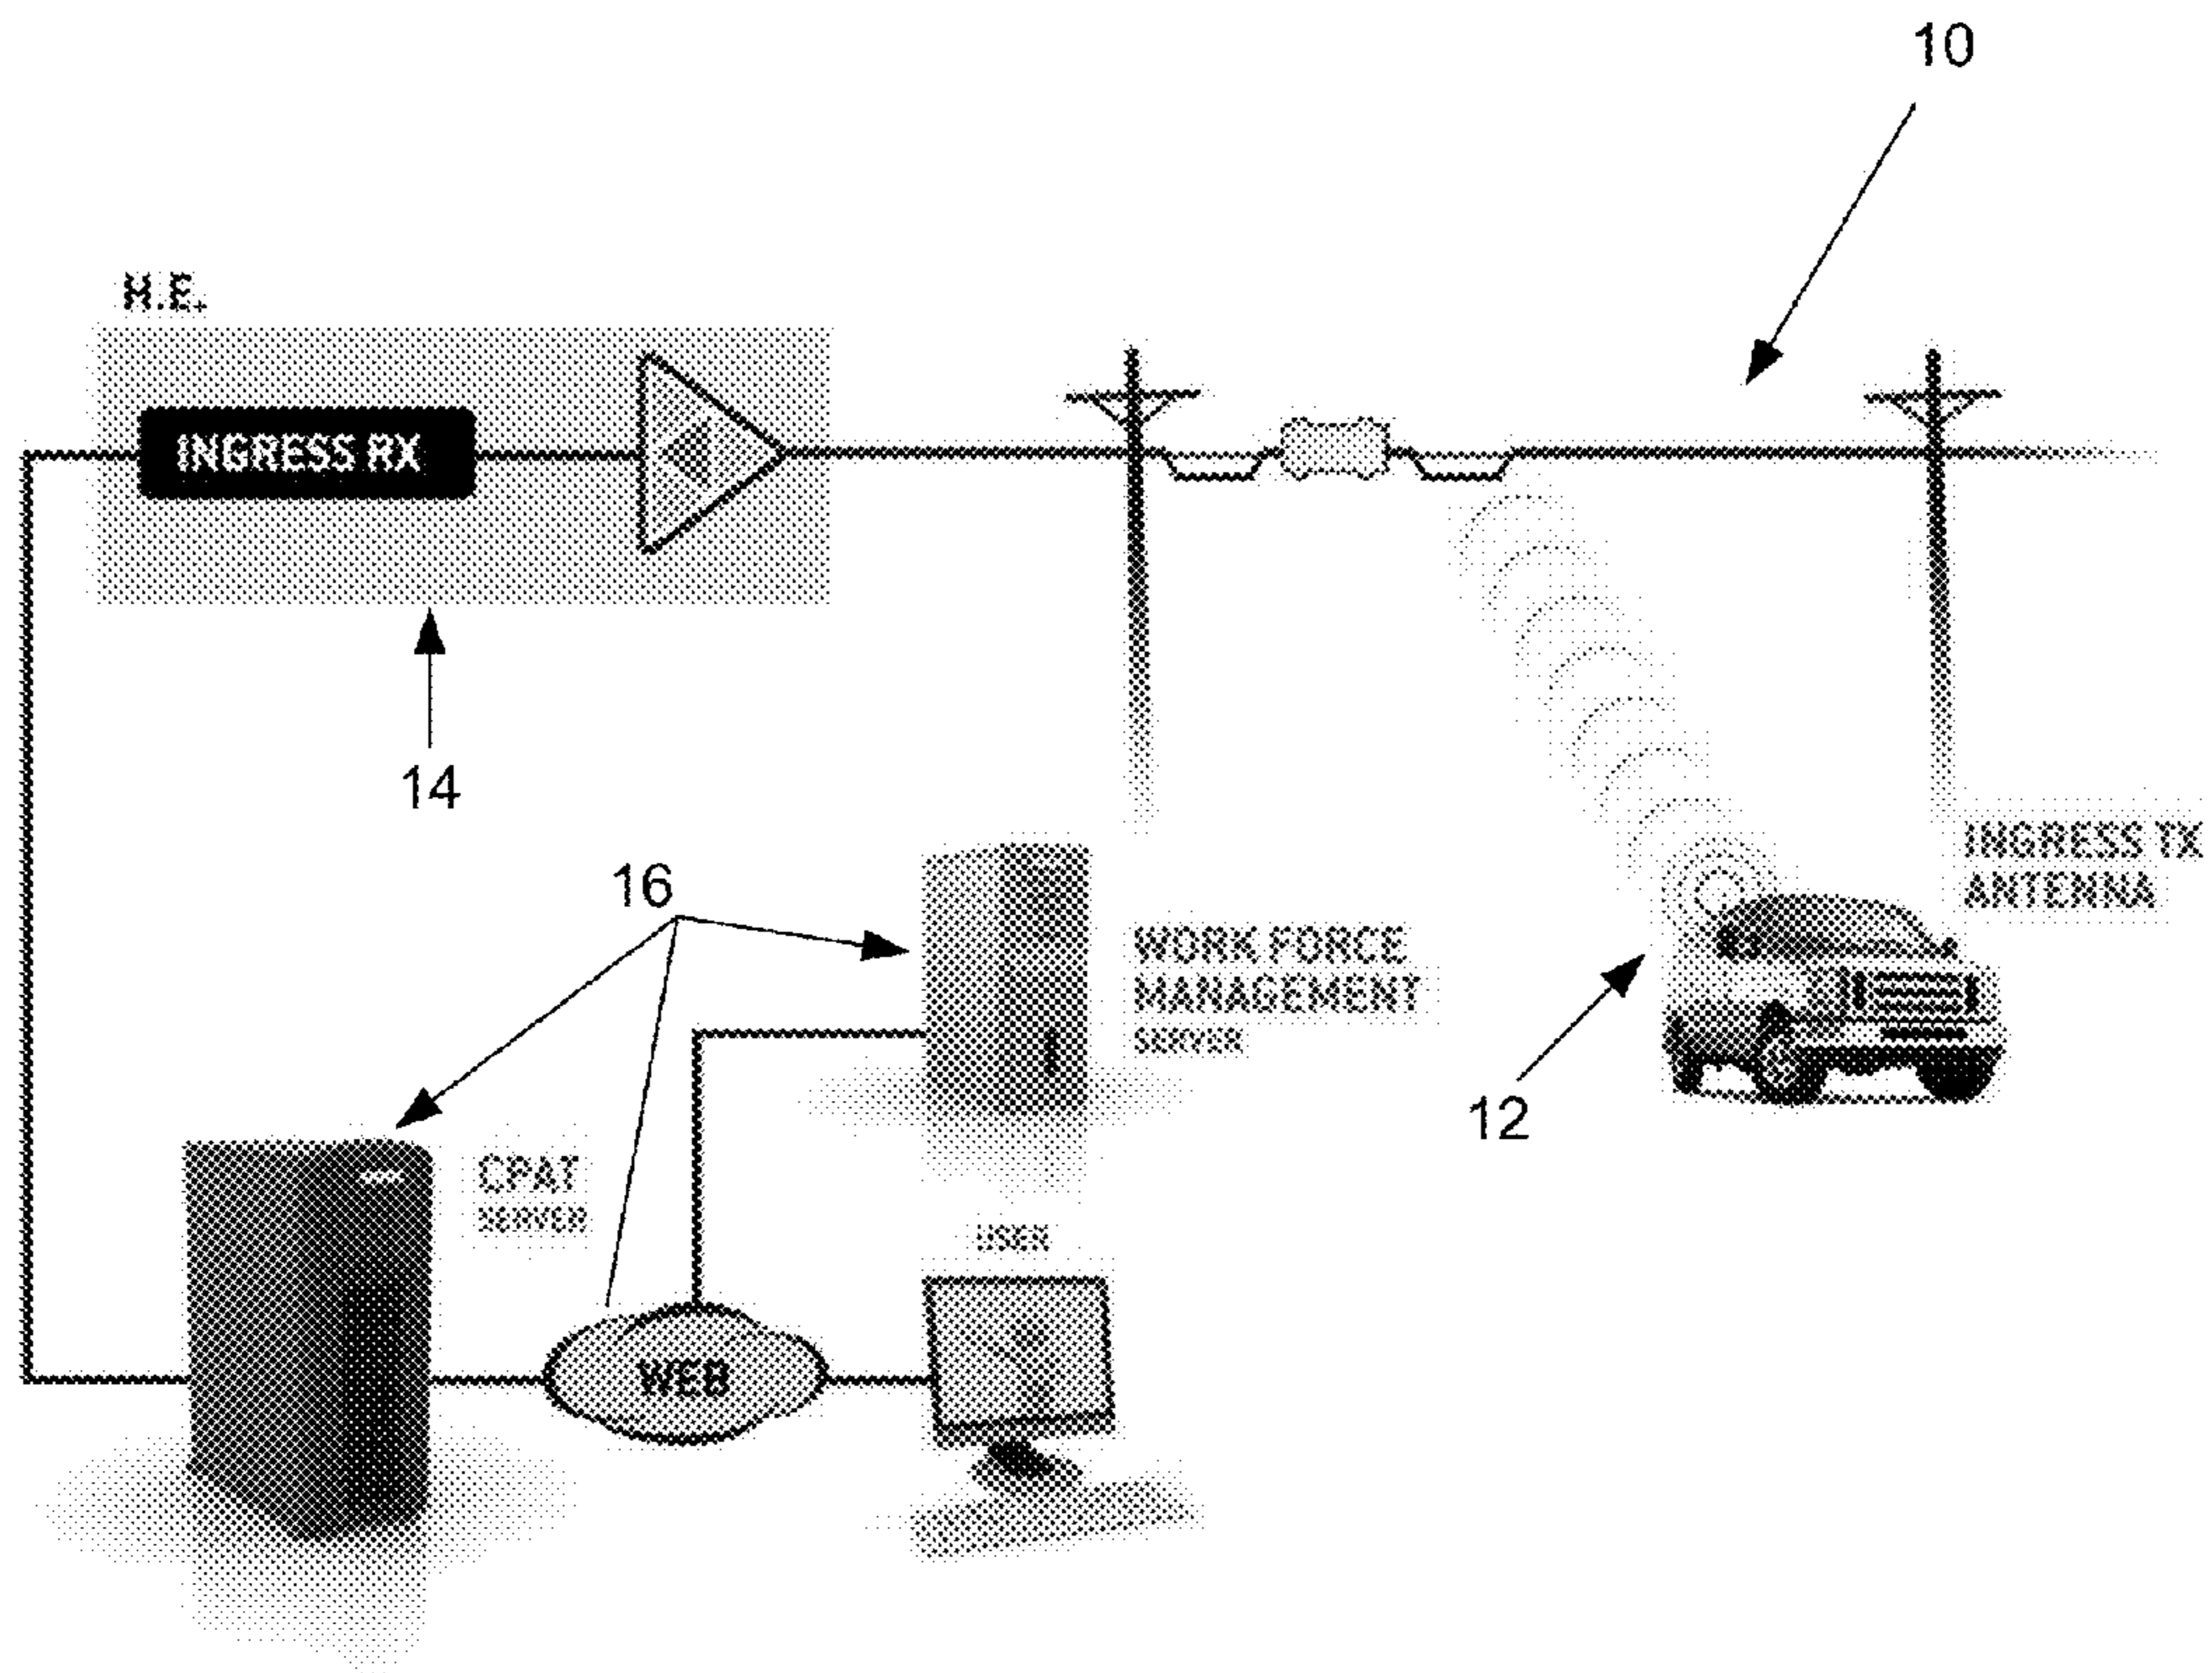 10
H.E.
INGRESS RX
14
INGRESS TX
ANTENNA
16
WORK FORCE
MANAGEMENT
SERVER
12
CPAT
SERVER
USER
WEB